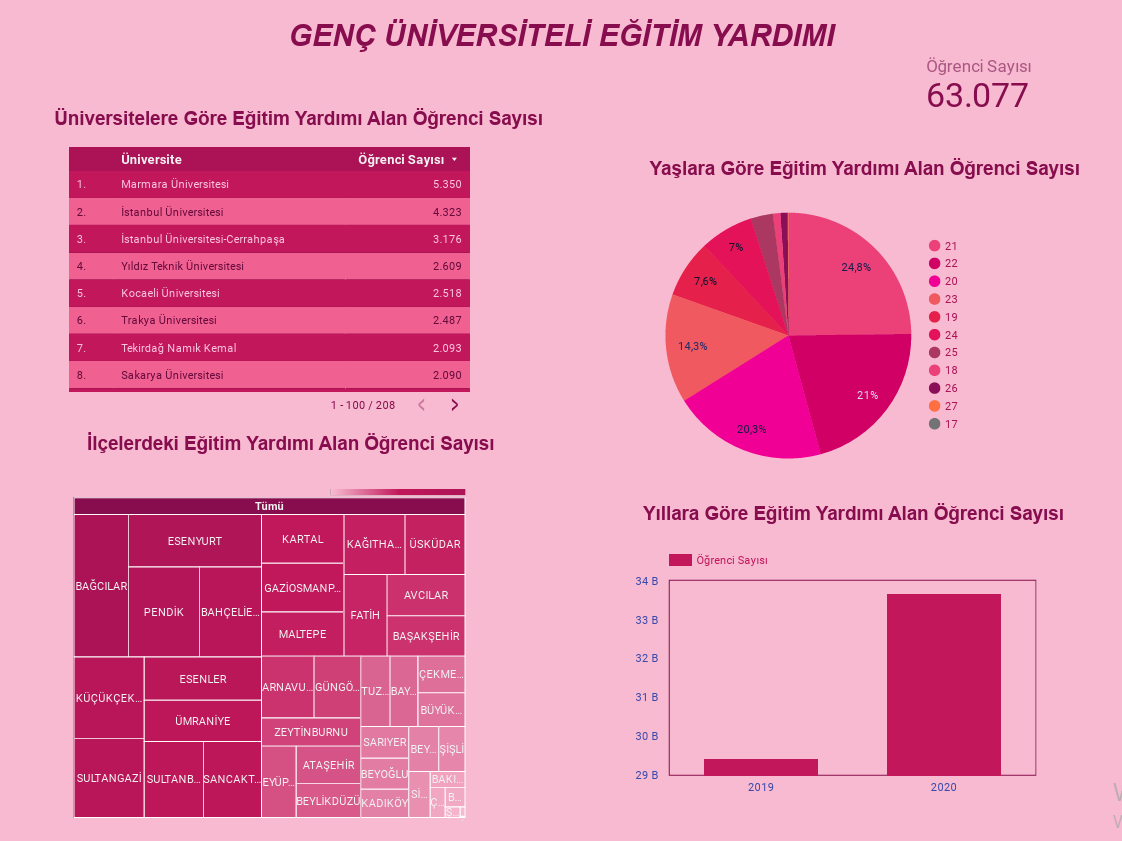 GENÇ ÜNİVERSİTELİ EĞİTİM YARDIMI
Öğrenci Sayısı
63.077
Üniversitelere Göre Eğitim Yardımı Alan Öğrenci Sayısı
Üniversite Öğrenci Sayısı
1. Marmara Üniversitesi 5.350
2. İstanbul Üniversitesi 4.323
3. İstanbul Üniversitesi-Cerrahpaşa 3.176
4. Yıldız Teknik Üniversitesi 2.609
5. Kocaeli Üniversitesi 2.518
6. Trakya Üniversitesi 2.487
7. Tekirdağ Namık Kemal 2.093
8. Sakarya Üniversitesi 2.090
1 - 100 / 208
Yaşlara Göre Eğitim Yardımı Alan Öğrenci Sayısı
24,8%
21%
20,3%
14,3%
7,6%
7%
21
22
20
23
19
24
25
18
26
27
17
İlçelerdeki Eğitim Yardımı Alan Öğrenci Sayısı
Tümü
BAĞCILAR
ESENYURT
PENDİK
BAHÇELİE...
KARTAL
GAZİOSMANP...
MALTEPE
KAĞITHA...
ÜSKÜDAR
FATİH
AVCILAR
BAŞAKŞEHİR
KÜÇÜKÇEK...
SULTANGAZİ
ESENLER
ÜMRANİYE
SULTANB...
SANCAKT...
ARNAVU...
GÜNGÖ...
ZEYTİNBURNU
EYÜP...
ATAŞEHİR
BEYLİKDÜZÜ
TUZ...
BAY...
ÇEKME...
BÜYÜK...
SARIYER
BEYOĞLU
KADIKÖY
BEY...
ŞİŞLİ
Sİ...
BAKI...
Ç...
B...
Yıllara Göre Eğitim Yardımı Alan Öğrenci Sayısı
Öğrenci Sayısı
34 B
33 B
32 B
31 B
30 B
29 B
2019
2020